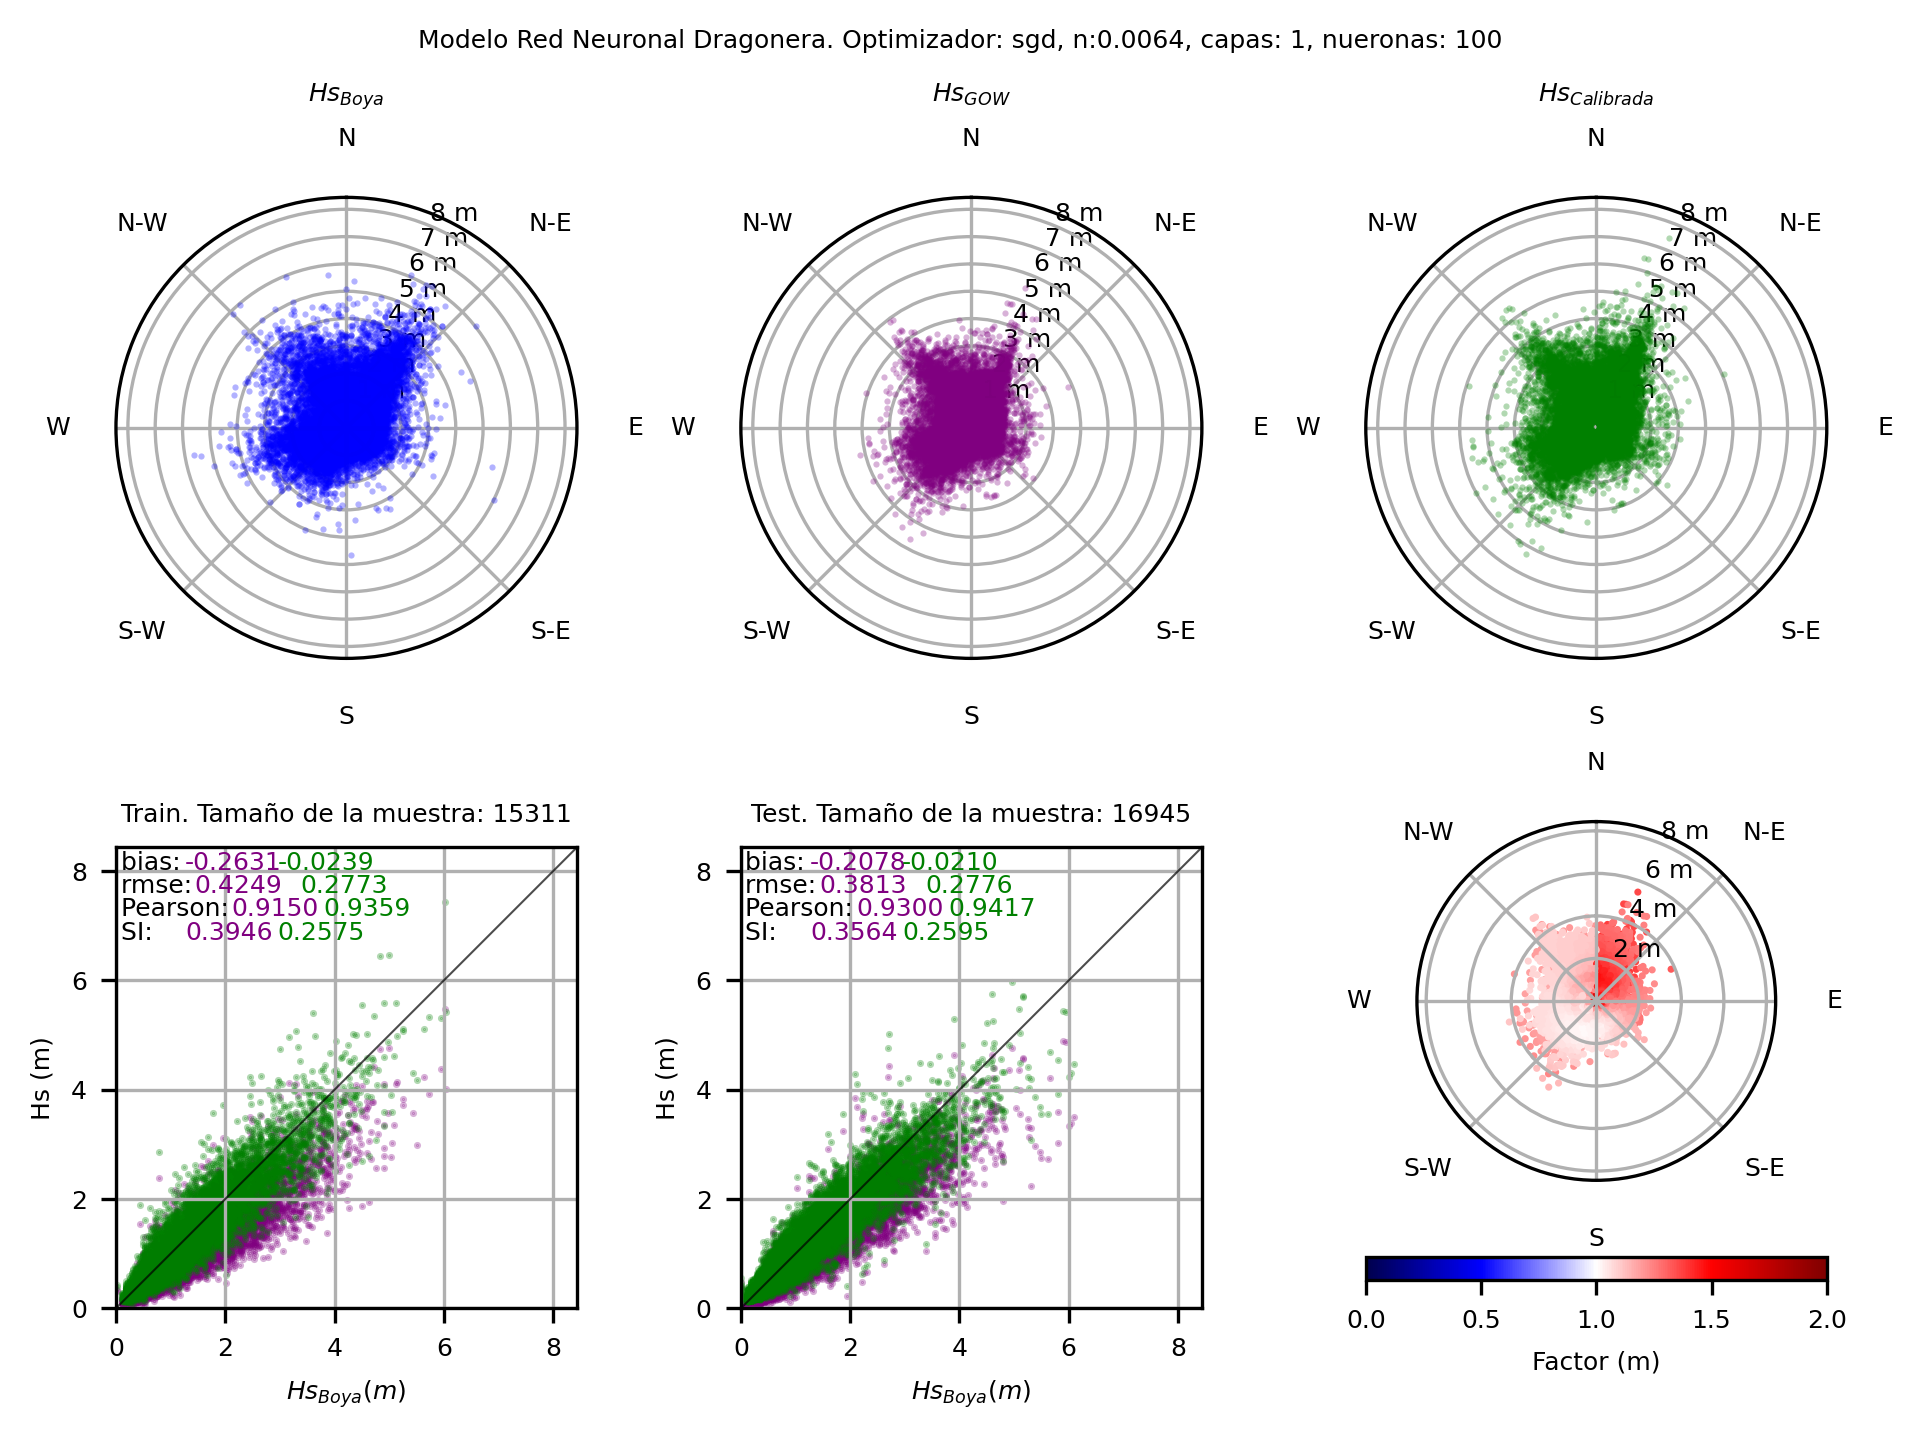 Modelo Red Neuronal Dragonera. Optimizador: sgd, n:0.0064, capas: 1, nueronas: 100
Hs_Boya
N
N-W
N-E
W
E
S-W
S-E
S
8 m
7 m
6 m
5 m
4 m
3 m
m
Hs_GOW
N
N-W
N-E
W
E
S-W
S-E
S
8 m
7 m
6 m
5 m
4 m
3 m
m
m
Hs_Calibrada
N
N-W
N-E
W
E
S-W
S-E
S
8 m
7 m
6 m
5 m
4 m
3 m
m
m
Train. Tamaño de la muestra: 15311
bias: -0.2631 -0.0239
rmse: 0.4249 0.2773
Pearson: 0.9150 0.9359
SI: 0.3946 0.2575
Hs (m)
8
6
4
2
0
0 2 4 6 8
Hs_Boya(m)
Test. Tamaño de la muestra: 16945
bias: -0.2078 -0.0210
rmse: 0.3813 0.2776
Pearson: 0.9300 0.9417
SI: 0.3564 0.2595
Hs (m)
8
6
4
2
0
0 2 4 6 8
Hs_Boya(m)
N
N-W
N-E
W
E
S-W
S-E
S
8 m
6 m
4 m
2 m
0.0 0.5 1.0 1.5 2.0
Factor (m)